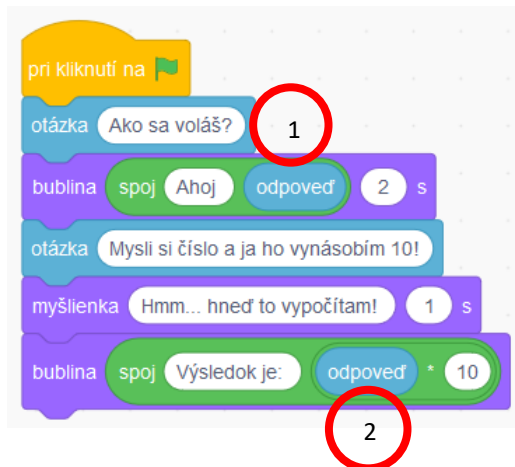 pri kliknutí na
otázka Ako sa voláš? 1
bublina spoj Ahoj odpoveď 2 s
otázka Mysli si číslo a ja ho vynásobím 10!
myšlienka Hmm... hneď to vypočítam! 1 s
bublina spoj Výsledok je: odpoveď * 10
2